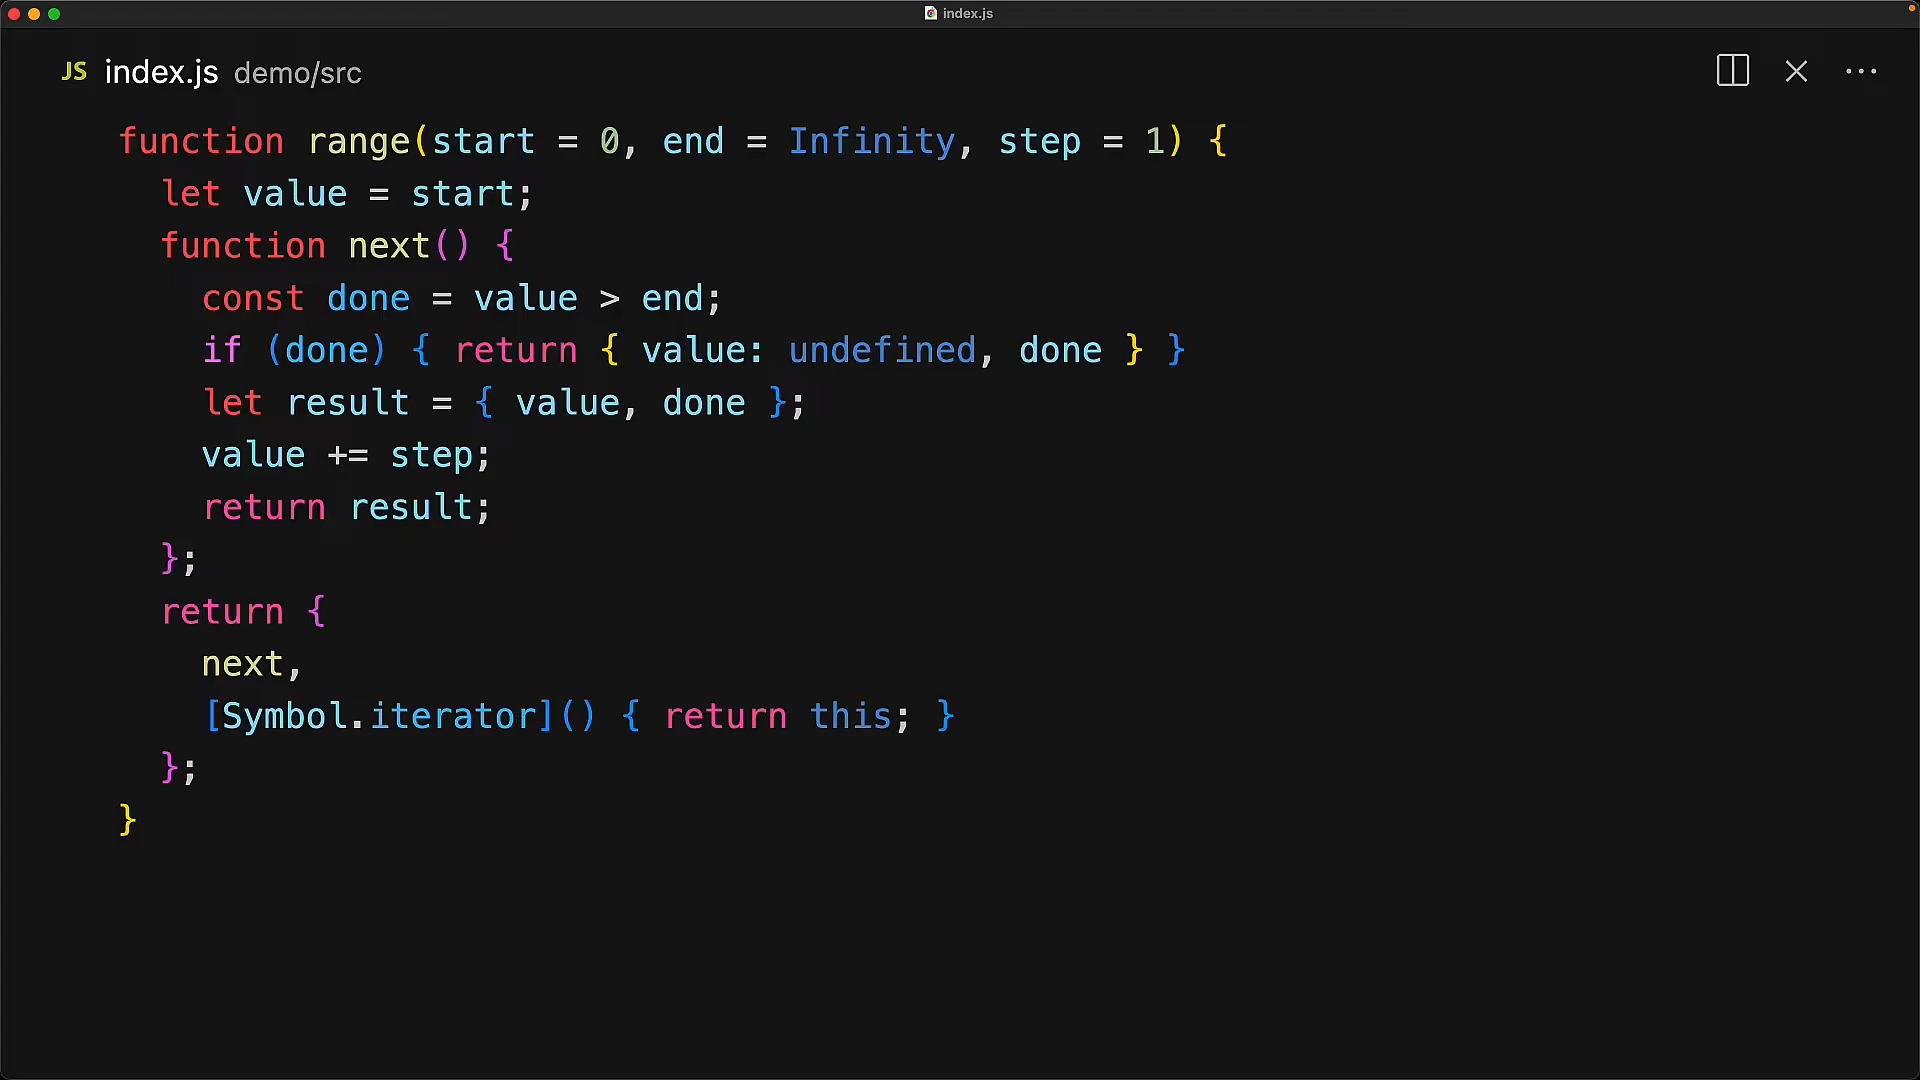 index.js
JS index.js demo/src
function range(start = 0, end = Infinity, step = 1) {
  let value = start;
  function next() {
    const done = value > end;
    if (done) { return { value: undefined, done } }
    let result = { value, done };
    value += step;
    return result;
  };
  return {
    next,
    [Symbol.iterator]() { return this; }
  };
}